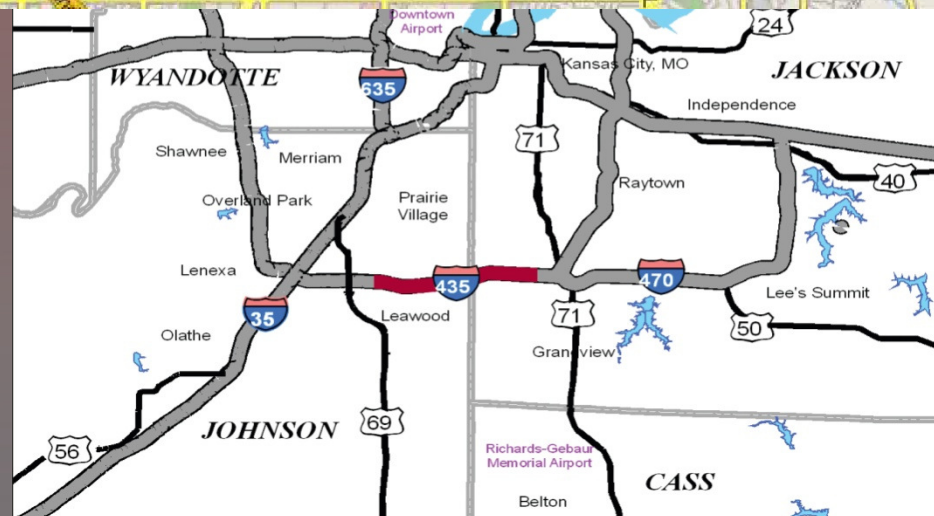 Downtown
Airport
24
Kansas City, MO
JACKSON
WYANDOTTE
635
Independence
71
Shawnee
Merriam
Raytown
40
Overland Park
Prairie
Village
Lenexa
435
470
Lee's Summit
35
Leawood
71
50
Olathe
Grandview
JOHNSON
69
56
Richards-Gebaur
Memorial Airport
CASS
Belton